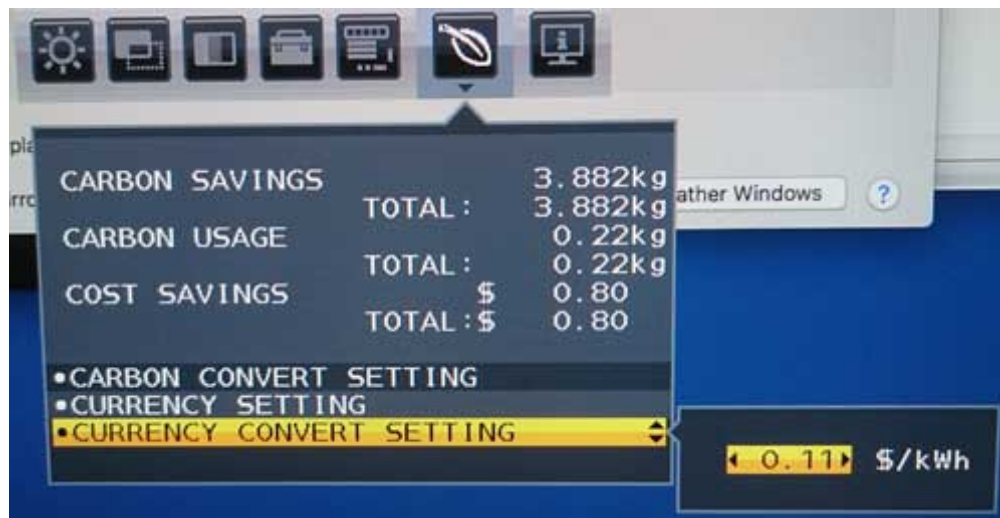 CARBON SAVINGS 3.882kg
TOTAL: 3.882kg
CARBON USAGE 0.22kg
TOTAL: 0.22kg
COST SAVINGS $ 0.80
TOTAL:$ 0.80
•CARBON CONVERT SETTING
•CURRENCY SETTING
•CURRENCY CONVERT SETTING
0.11 $/kWh
ather Windows ?